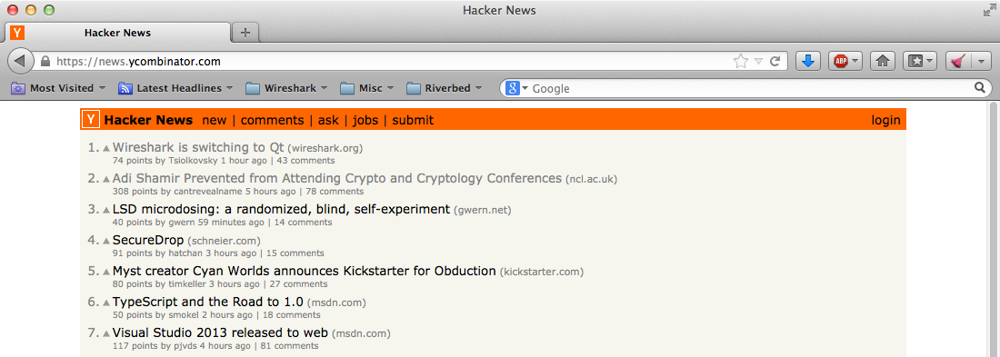 Hacker News
Y Hacker News +
https://news.ycombinator.com ABP
Most Visited Latest Headlines Wireshark Misc Riverbed g Google
Y Hacker News new | comments | ask | jobs | submit login
1. Wireshark is switching to Qt (wireshark.org)
74 points by Tsiolkovsky 1 hour ago | 43 comments
2. Adi Shamir Prevented from Attending Crypto and Cryptology Conferences (ncl.ac.uk)
308 points by cantrevealname 5 hours ago | 78 comments
3. LSD microdosing: a randomized, blind, self-experiment (gwern.net)
40 points by gwern 59 minutes ago | 14 comments
4. SecureDrop (schneier.com)
91 points by hatchan 3 hours ago | 15 comments
5. Myst creator Cyan Worlds announces Kickstarter for Obduction (kickstarter.com)
80 points by timkeller 3 hours ago | 27 comments
6. TypeScript and the Road to 1.0 (msdn.com)
50 points by smokel 2 hours ago | 18 comments
7. Visual Studio 2013 released to web (msdn.com)
117 points by pjvds 4 hours ago | 81 comments